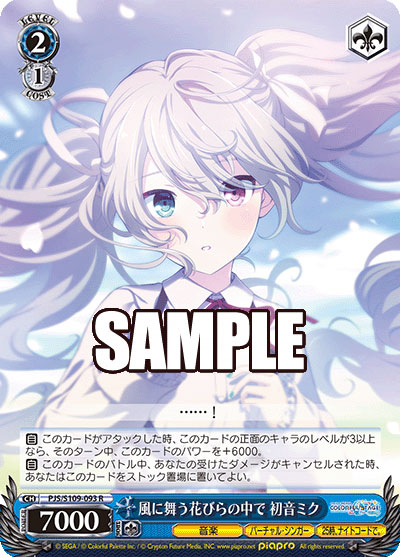 LEVEL
2
1
COST
SAMPLE
……！
このカードがアタックした時、このカードの正面のキャラのレベルが3以上
なら、そのターン中、このカードのパワーを＋6000。
このカードのバトル中、あなたの受けたダメージがキャンセルされた時、
あなたはこのカードをストック置場に置いてよい。
CH PJS/S109-093 R
POWER 7000
風に舞う花びらの中で 初音ミク
COLORFUL STAGE!
音楽 バーチャル・シンガー 25時、ナイトコードで。
© SEGA / © Colorful Palette Inc. / © Crypton Future Media, INC. www.piapro.net piapro All rights reserved.